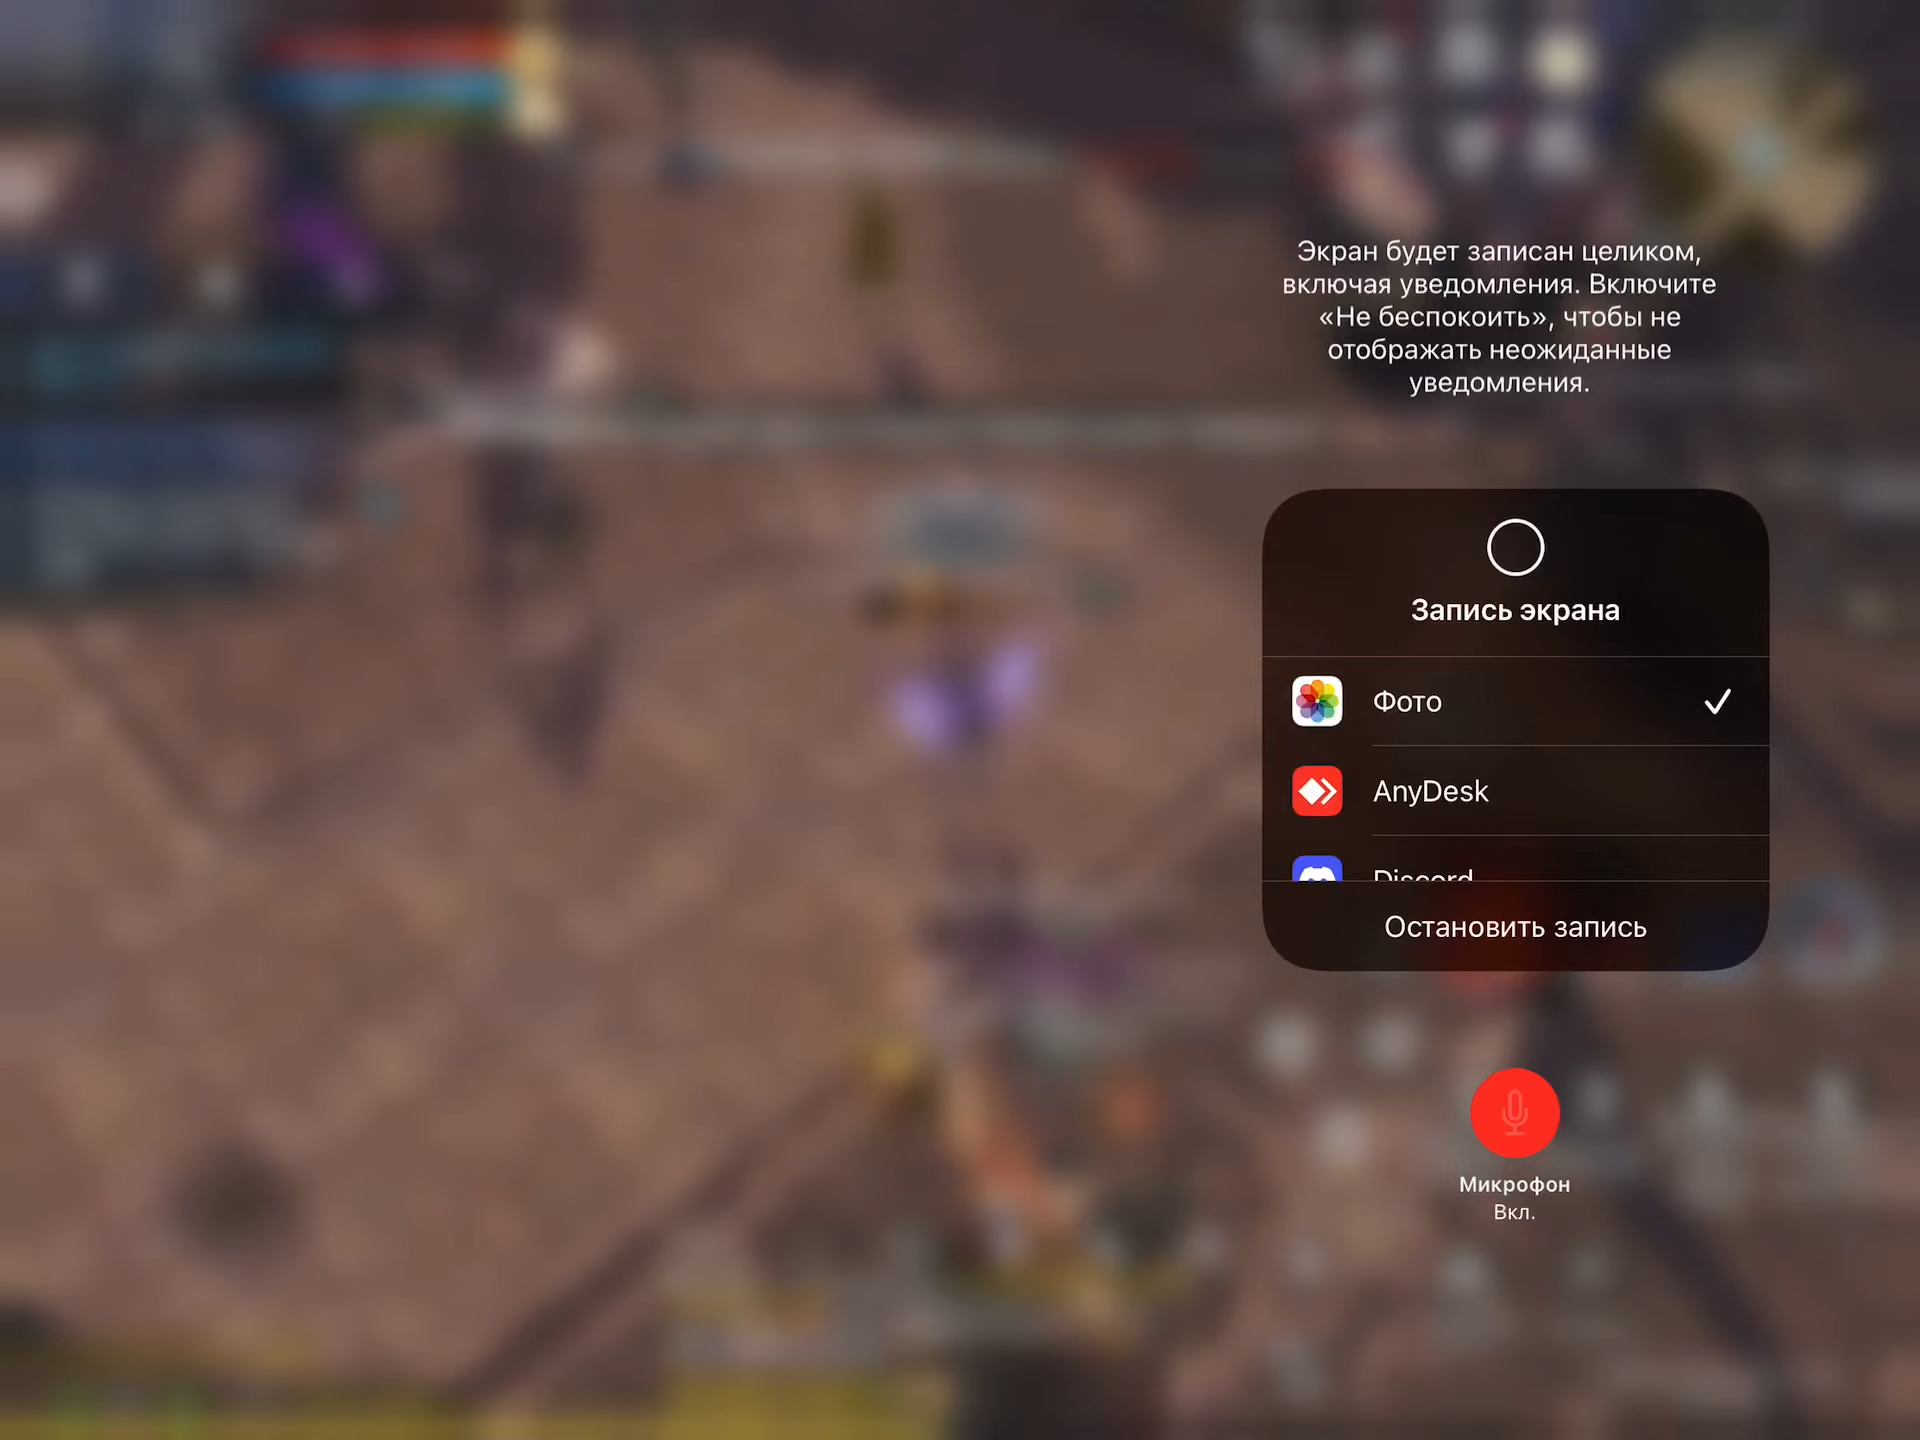 Экран будет записан целиком,
включая уведомления. Включите
«Не беспокоить», чтобы не
отображать неожиданные
уведомления.
Запись экрана
Фото
AnyDesk
Discord
Остановить запись
Микрофон
Вкл.